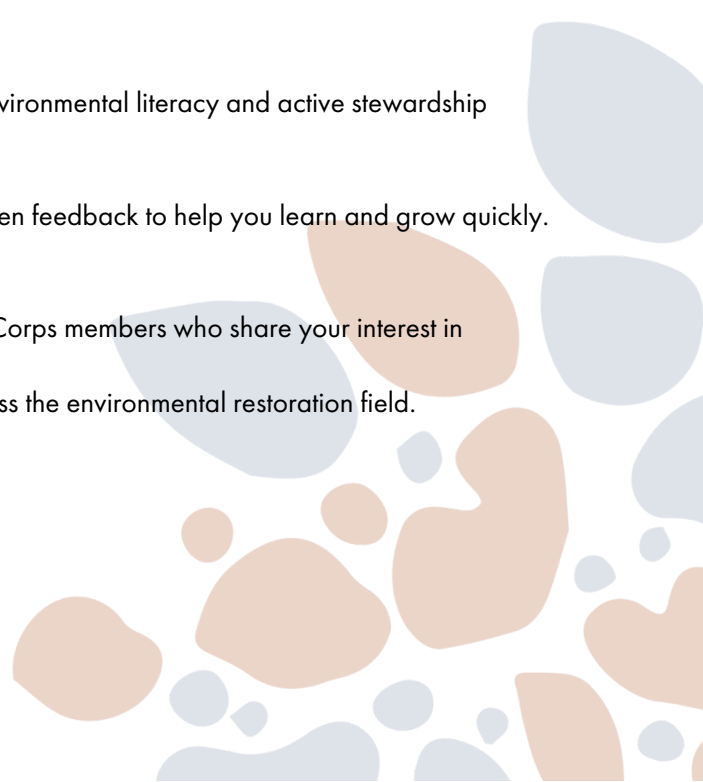 vironmental literacy and active stewardship
en feedback to help you learn and grow quickly.
Corps members who share your interest in
ss the environmental restoration field.